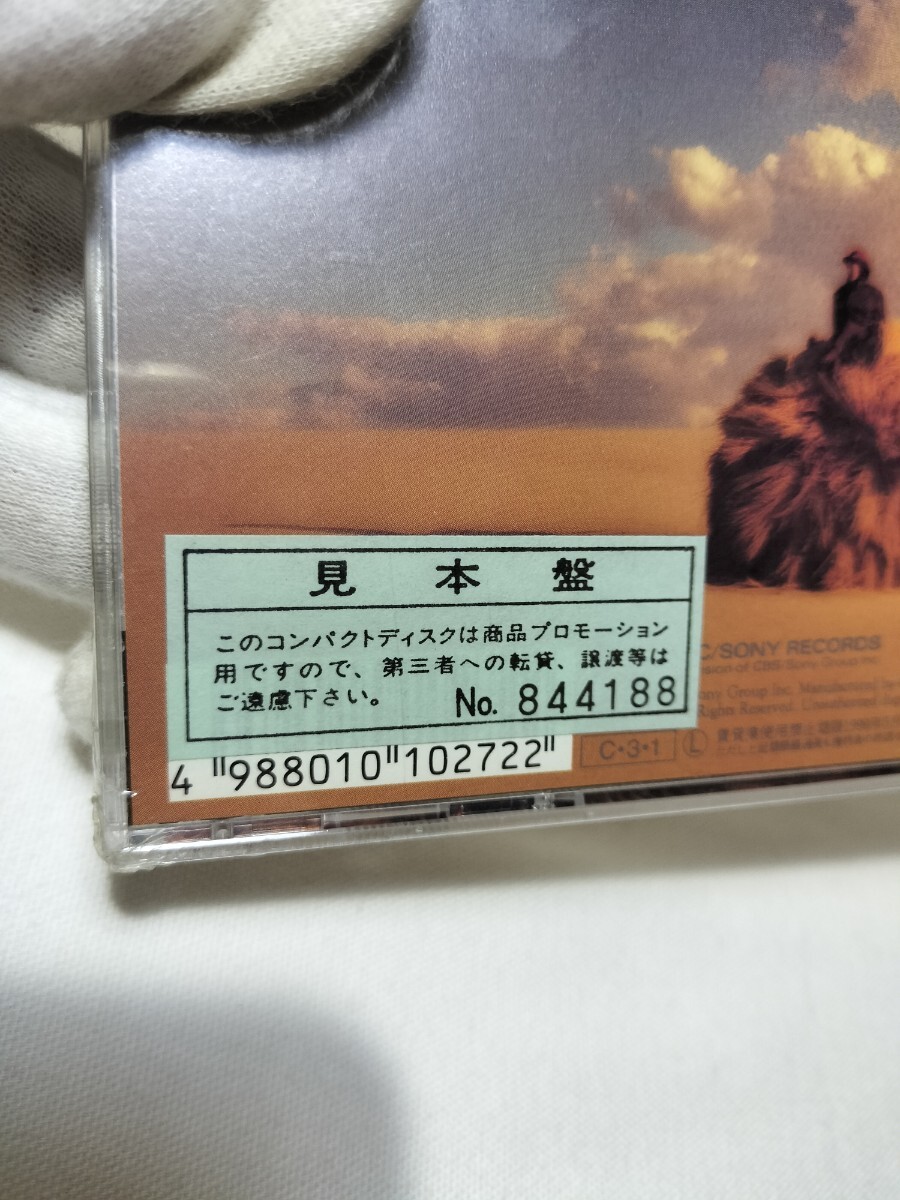 見本盤
このコンパクトディスクは商品プロモーション
用ですので、第三者への転貸、譲渡等は
ご遠慮下さい。 No. 844188
C/SONY RECORDS
4 "988010"102722"
C・3・1 Ⓛ